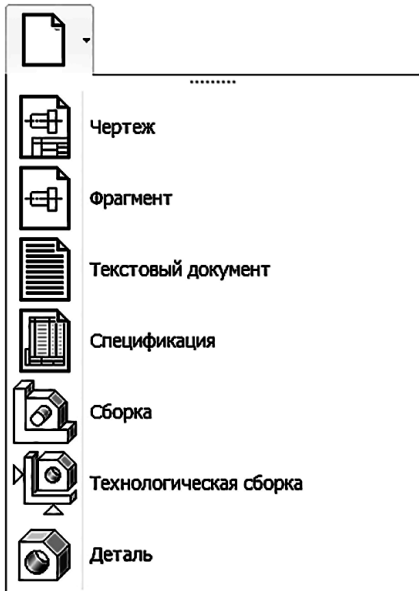 Чертеж
Фрагмент
Текстовый документ
Спецификация
Сборка
Технологическая сборка
Деталь